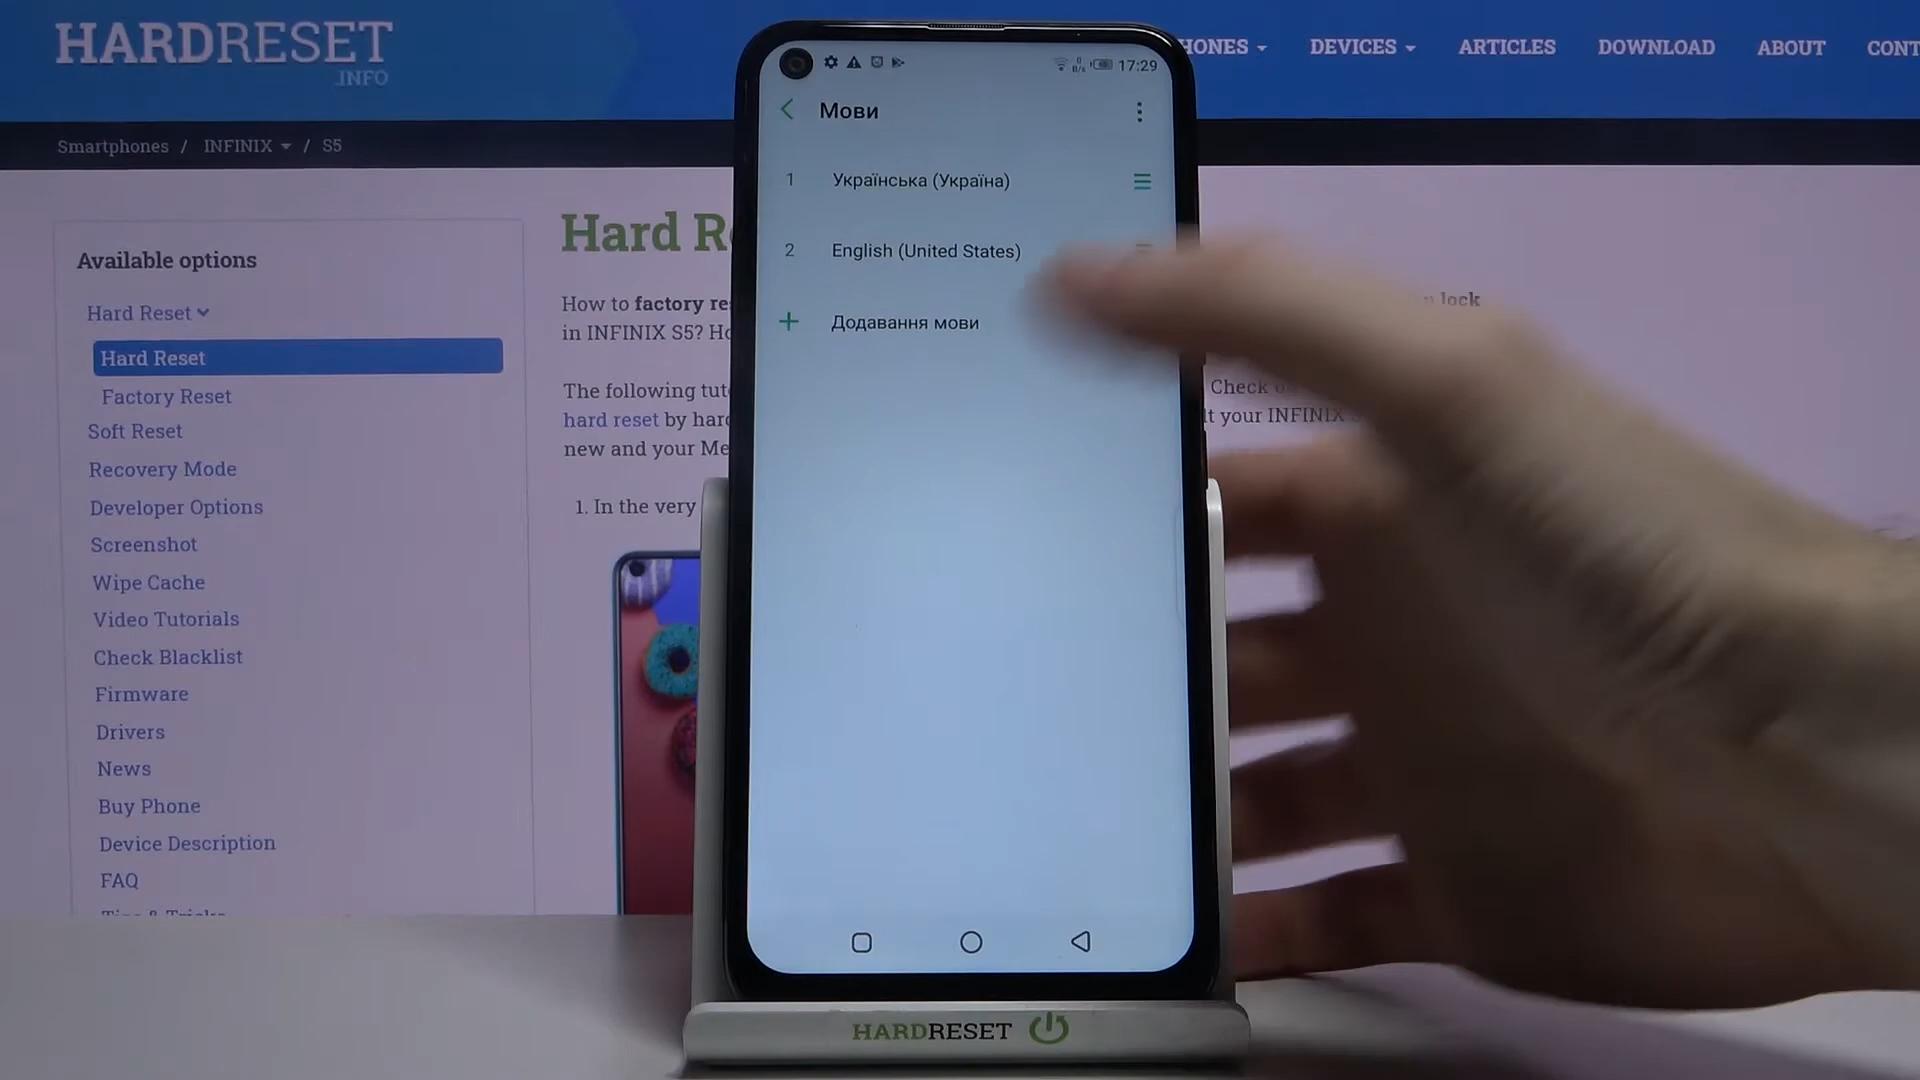 HARDRESET
.INFO
HONES DEVICES ARTICLES DOWNLOAD ABOUT CONT
Smartphones / INFINIX / S5
Available options
Hard Reset
Hard Reset
Factory Reset
Soft Reset
Recovery Mode
Developer Options
Screenshot
Wipe Cache
Video Tutorials
Check Blacklist
Firmware
Drivers
News
Buy Phone
Device Description
FAQ
Hard R
How to factory re
in INFINIX S5? Ho
The following tut
hard reset by hard
new and your Me
1. In the very
lock
Check
lt your INFINIX
17:29
Мови
1 Українська (Україна)
2 English (United States)
+ Додавання мови
HARDRESET